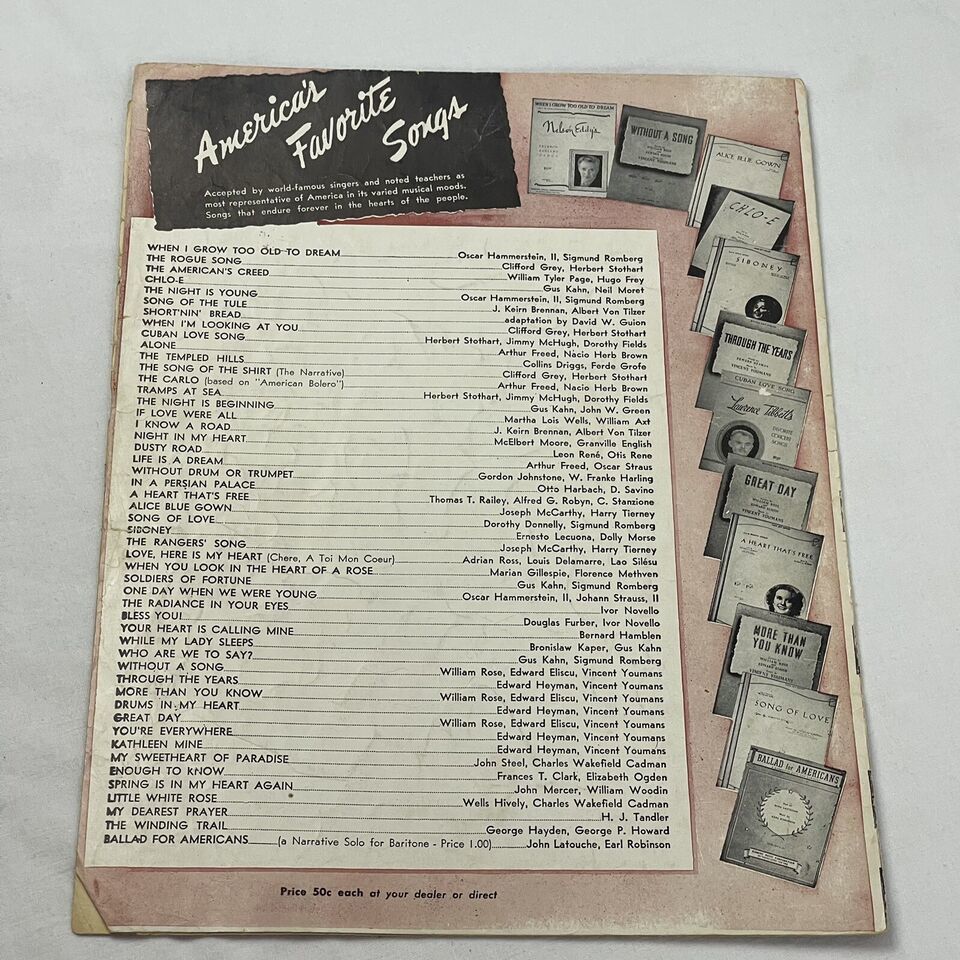 America's
Favorite
Songs
Accepted by world-famous singers and noted teachers as
most representative of America in its varied musical moods.
Songs that endure forever in the hearts of the people.
WHEN I GROW TOO OLD TO DREAM Oscar Hammerstein, II, Sigmund Romberg
THE ROGUE SONG Clifford Grey, Herbert Stothart
THE AMERICAN'S CREED William Tyler Page, Hugo Frey
CHLO-E Gus Kahn, Neil Moret
THE NIGHT IS YOUNG Oscar Hammerstein, II, Sigmund Romberg
SONG OF THE TULE J. Keirn Brennan, Albert Von Tilzer
SHORT'NIN' BREAD adaptation by David W. Guion
WHEN I'M LOOKING AT YOU Clifford Grey, Herbert Stothart
CUBAN LOVE SONG Herbert Stothart, Jimmy McHugh, Dorothy Fields
ALONE Arthur Freed, Nacio Herb Brown
THE TEMPLED HILLS Collins Driggs, Ferde Grofe
THE SONG OF THE SHIRT (The Narrative) Clifford Grey, Herbert Stothart
THE CARLO (based on "American Bolero") Arthur Freed, Nacio Herb Brown
TRAMPS AT SEA Herbert Stothart, Jimmy McHugh, Dorothy Fields
THE NIGHT IS BEGINNING Gus Kahn, John W. Green
IF LOVE WERE ALL Martha Lois Wells, William Axt
I KNOW A ROAD J. Keirn Brennan, Albert Von Tilzer
NIGHT IN MY HEART McElbert Moore, Granville English
DUSTY ROAD Leon René, Otis Rene
LIFE IS A DREAM Arthur Freed, Oscar Straus
WITHOUT DRUM OR TRUMPET Gordon Johnstone, W. Franke Harling
IN A PERSIAN PALACE Otto Harbach, D. Savino
A HEART THAT'S FREE Thomas T. Railey, Alfred G. Robyn, C. Stanzione
ALICE BLUE GOWN Joseph McCarthy, Harry Tierney
SONG OF LOVE Dorothy Donnelly, Sigmund Romberg
SIBONEY Ernesto Lecuona, Dolly Morse
THE RANGERS' SONG Joseph McCarthy, Harry Tierney
LOVE, HERE IS MY HEART (Chere, A Toi Mon Coeur) Adrian Ross, Louis Delamarre, Lao Silésu
WHEN YOU LOOK IN THE HEART OF A ROSE Marian Gillespie, Florence Methven
SOLDIERS OF FORTUNE Gus Kahn, Sigmund Romberg
ONE DAY WHEN WE WERE YOUNG Oscar Hammerstein, II, Johann Strauss, II
THE RADIANCE IN YOUR EYES Ivor Novello
BLESS YOU! Douglas Furber, Ivor Novello
YOUR HEART IS CALLING MINE Bernard Hamblen
WHILE MY LADY SLEEPS Bronislaw Kaper, Gus Kahn
WHO ARE WE TO SAY? Gus Kahn, Sigmund Romberg
WITHOUT A SONG William Rose, Edward Eliscu, Vincent Youmans
THROUGH THE YEARS Edward Heyman, Vincent Youmans
MORE THAN YOU KNOW William Rose, Edward Eliscu, Vincent Youmans
DRUMS IN MY HEART Edward Heyman, Vincent Youmans
GREAT DAY William Rose, Edward Eliscu, Vincent Youmans
YOU'RE EVERYWHERE Edward Heyman, Vincent Youmans
KATHLEEN MINE Edward Heyman, Vincent Youmans
MY SWEETHEART OF PARADISE John Steel, Charles Wakefield Cadman
ENOUGH TO KNOW Frances T. Clark, Elizabeth Ogden
SPRING IS IN MY HEART AGAIN John Mercer, William Woodin
LITTLE WHITE ROSE Wells Hively, Charles Wakefield Cadman
MY DEAREST PRAYER H. J. Tandler
THE WINDING TRAIL George Hayden, George P. Howard
BALLAD FOR AMERICANS (a Narrative Solo for Baritone - Price 1.00) John Latouche, Earl Robinson
Price 50c each at your dealer or direct
WHEN I GROW TOO OLD TO DREAM
Nelson Eddy's
WITHOUT A SONG
VINCENT YOUMANS
ALICE BLUE GOWN
CHLO-E
SIBONEY
THROUGH THE YEARS
VINCENT YOUMANS
CUBAN LOVE SONG
Lawrence Tibbett's
FAVORITE
CONCERT
SONGS
GREAT DAY
VINCENT YOUMANS
A HEART THAT'S FREE
MORE THAN
YOU KNOW
VINCENT YOUMANS
SONG OF LOVE
BALLAD for AMERICANS